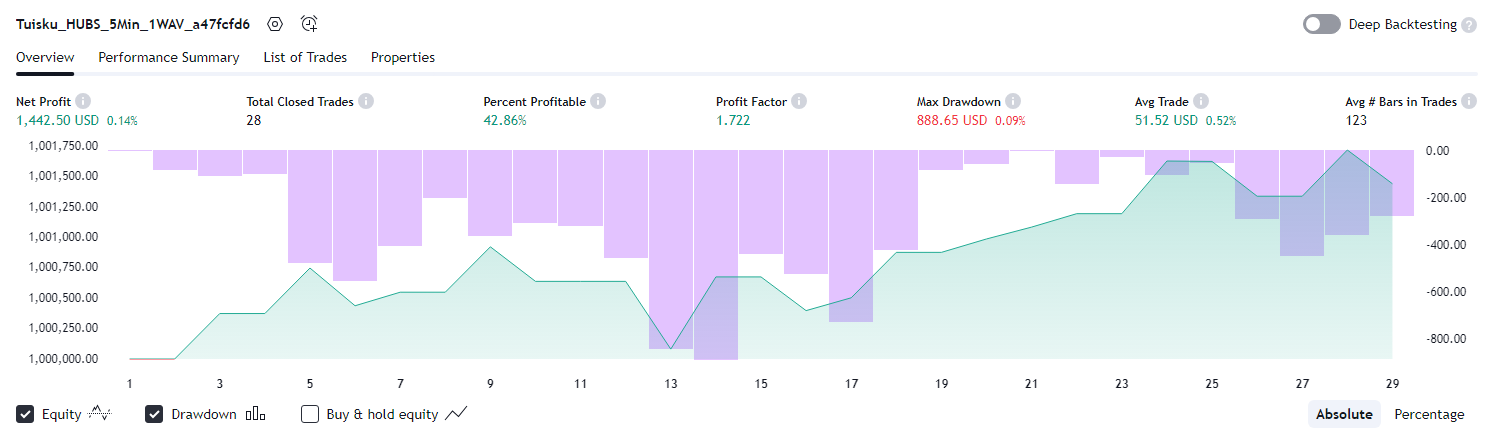 Tuisku_HUBS_5Min_1WAV_a47fcfd6
Deep Backtesting ?
Overview Performance Summary List of Trades Properties
Net Profit i Total Closed Trades i Percent Profitable i Profit Factor i Max Drawdown i Avg Trade i Avg # Bars in Trades i
1,442.50 USD 0.14% 28 42.86% 1.722 888.65 USD 0.09% 51.52 USD 0.52% 123
1,001,750.00 0.00
1,001,500.00 -200.00
1,001,250.00
1,001,000.00 -400.00
1,000,750.00
1,000,500.00 -600.00
1,000,250.00 -800.00
1,000,000.00
1 3 5 7 9 11 13 15 17 19 21 23 25 27 29
Equity Drawdown Buy & hold equity Absolute Percentage